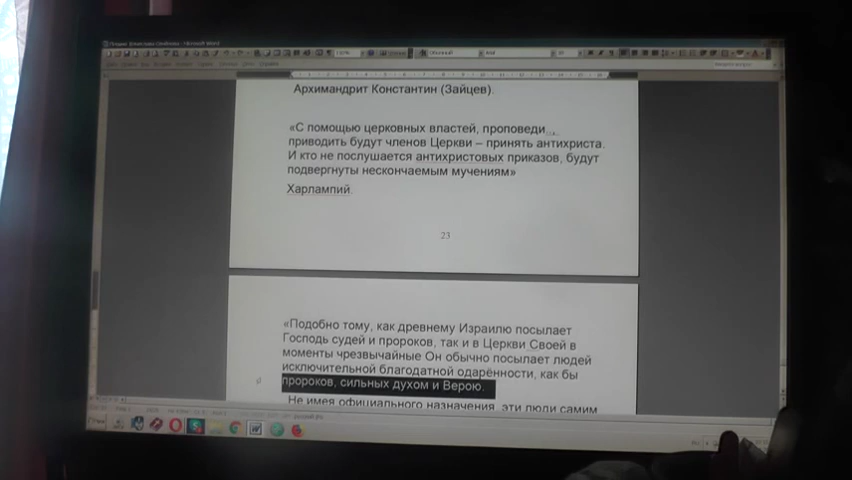 Архимандрит Константин (Зайцев).
«С помощью церковных властей, проповеди
приводить будут членов Церкви – принять антихриста.
И кто не послушается антихристовых приказов, будут
подвергнуты нескончаемым мучениям»
Харлампий.
23
«Подобно тому, как древнему Израилю посылает
Господь судей и пророков, так и в Церкви Своей в
моменты чрезвычайные Он обычно посылает людей
исключительной благодатной одарённости, как бы
пророков, сильных духом и Верою.
Не имея официального назначения, эти люди самим